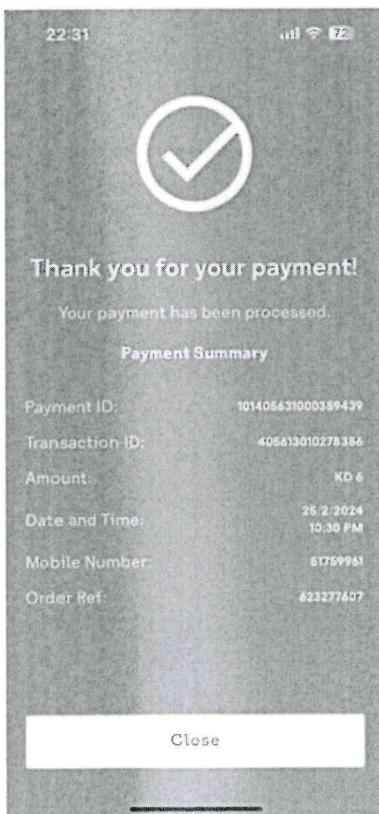 22:31
72
Thank you for your payment!
Your payment has been processed.
Payment Summary
Payment ID: 101405631000359439
Transaction ID: 405613010278386
Amount: KD 6
Date and Time: 25/2/2024 10:30 PM
Mobile Number: 51759961
Order Ref: 623277607
Close